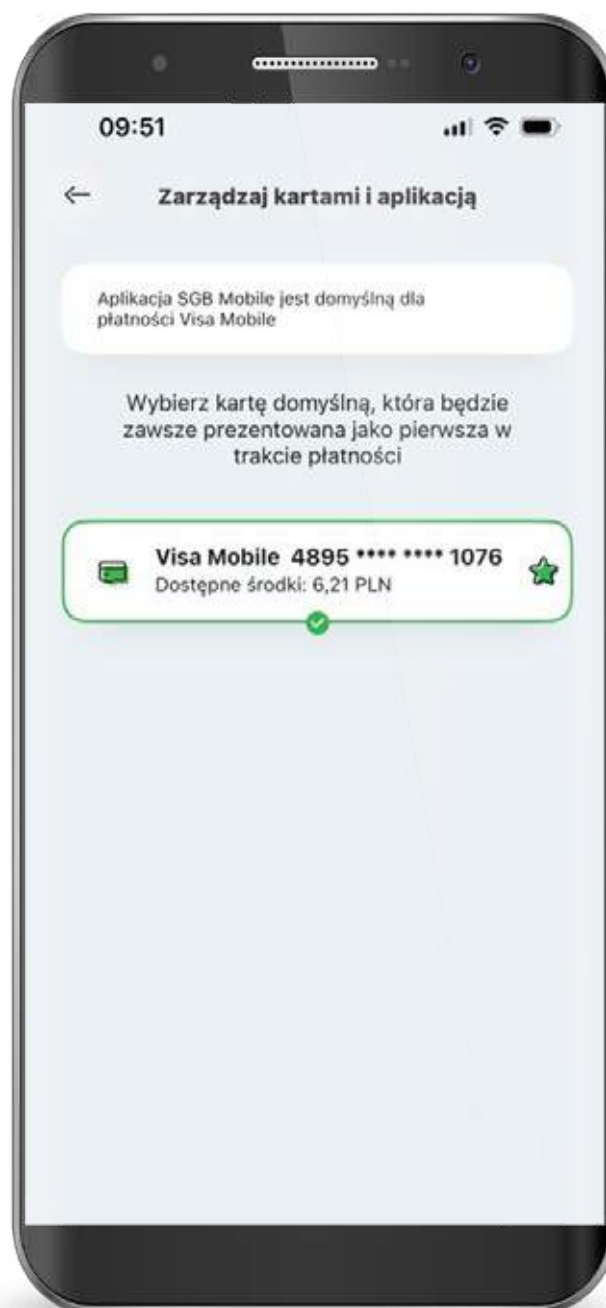 09:51
Zarządzaj kartami i aplikacją
Aplikacja SGB Mobile jest domyślną dla
płatności Visa Mobile
Wybierz kartę domyślną, która będzie
zawsze prezentowana jako pierwsza w
trakcie płatności
Visa Mobile 4895 **** **** 1076
Dostępne środki: 6,21 PLN